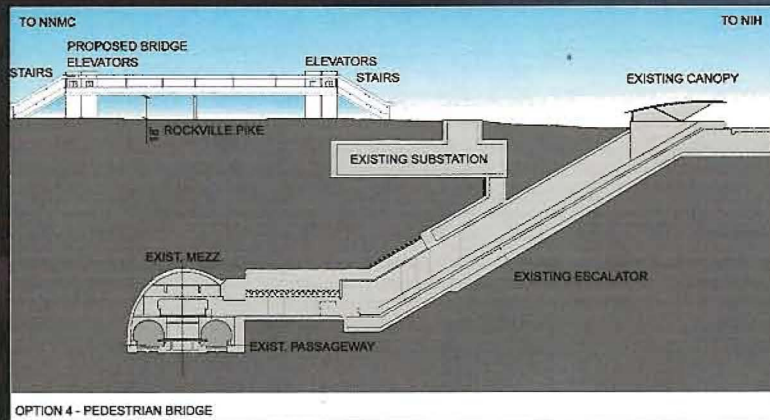 TO NNMC
TO NIH
PROPOSED BRIDGE
ELEVATORS
ELEVATORS
STAIRS
STAIRS
EXISTING CANOPY
ROCKVILLE PIKE
EXISTING SUBSTATION
EXIST. MEZZ.
EXISTING ESCALATOR
EXIST. PASSAGEWAY
OPTION 4 - PEDESTRIAN BRIDGE